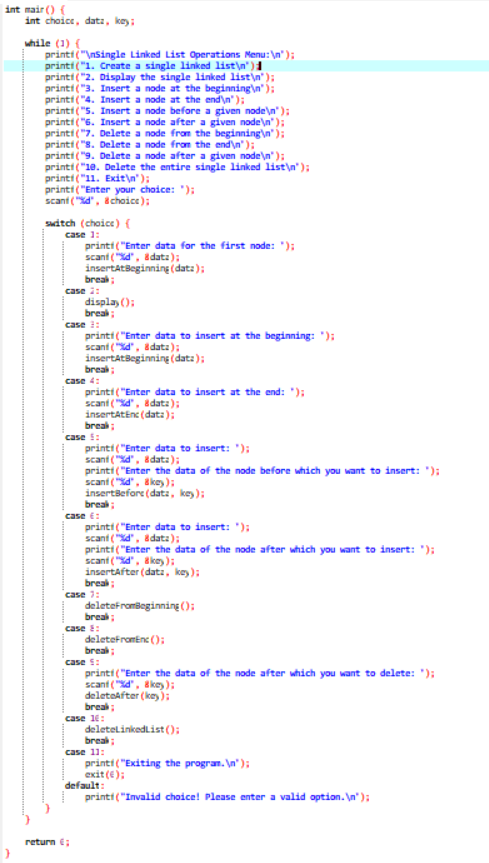 int main() {
    int choice, data, key;

    while (1) {
        printf("\nSingle Linked List Operations Menu:\n");
        printf("1. Create a single linked list\n");
        printf("2. Display the single linked list\n");
        printf("3. Insert a node at the beginning\n");
        printf("4. Insert a node at the end\n");
        printf("5. Insert a node before a given node\n");
        printf("6. Insert a node after a given node\n");
        printf("7. Delete a node from the beginning\n");
        printf("8. Delete a node from the end\n");
        printf("9. Delete a node after a given node\n");
        printf("10. Delete the entire single linked list\n");
        printf("11. Exit\n");
        printf("Enter your choice: ");
        scanf("%d", &choice);

        switch (choice) {
            case 1:
                printf("Enter data for the first node: ");
                scanf("%d", &data);
                insertAtBeginning(data);
                break;
            case 2:
                display();
                break;
            case 3:
                printf("Enter data to insert at the beginning: ");
                scanf("%d", &data);
                insertAtBeginning(data);
                break;
            case 4:
                printf("Enter data to insert at the end: ");
                scanf("%d", &data);
                insertAtEnd(data);
                break;
            case 5:
                printf("Enter data to insert: ");
                scanf("%d", &data);
                printf("Enter the data of the node before which you want to insert: ");
                scanf("%d", &key);
                insertBefore(data, key);
                break;
            case 6:
                printf("Enter data to insert: ");
                scanf("%d", &data);
                printf("Enter the data of the node after which you want to insert: ");
                scanf("%d", &key);
                insertAfter(data, key);
                break;
            case 7:
                deleteFromBeginning();
                break;
            case 8:
                deleteFromEnd();
                break;
            case 9:
                printf("Enter the data of the node after which you want to delete: ");
                scanf("%d", &key);
                deleteAfter(key);
                break;
            case 10:
                deleteLinkedList();
                break;
            case 11:
                printf("Exiting the program.\n");
                exit(0);
            default:
                printf("Invalid choice! Please enter a valid option.\n");
        }
    }

    return 0;
}